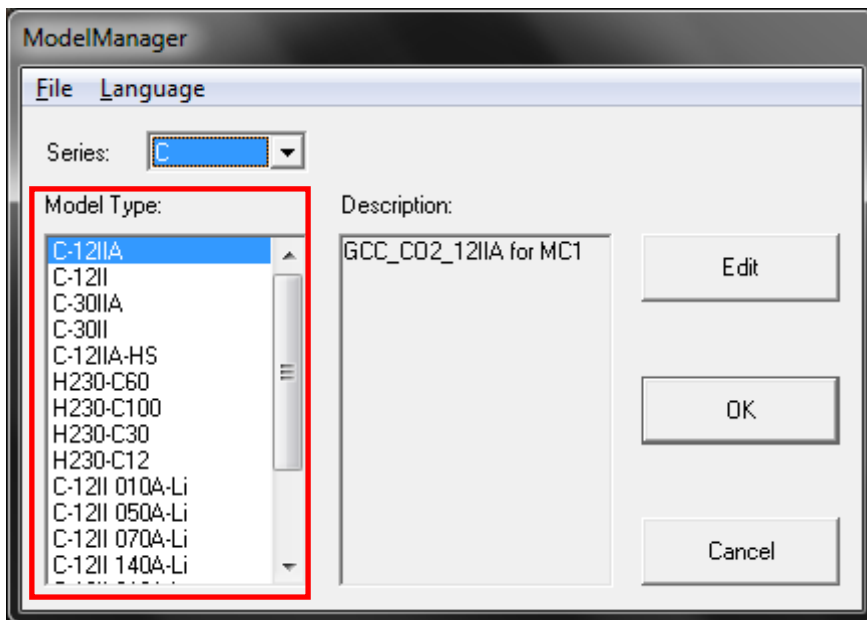 ModelManager
File Language
Series: C
Model Type:
C-12IIA
C-12II
C-30IIA
C-30II
C-12IIA-HS
H230-C60
H230-C100
H230-C30
H230-C12
C-12II 010A-Li
C-12II 050A-Li
C-12II 070A-Li
C-12II 140A-Li
Description:
GCC_CO2_12IIA for MC1
Edit
OK
Cancel